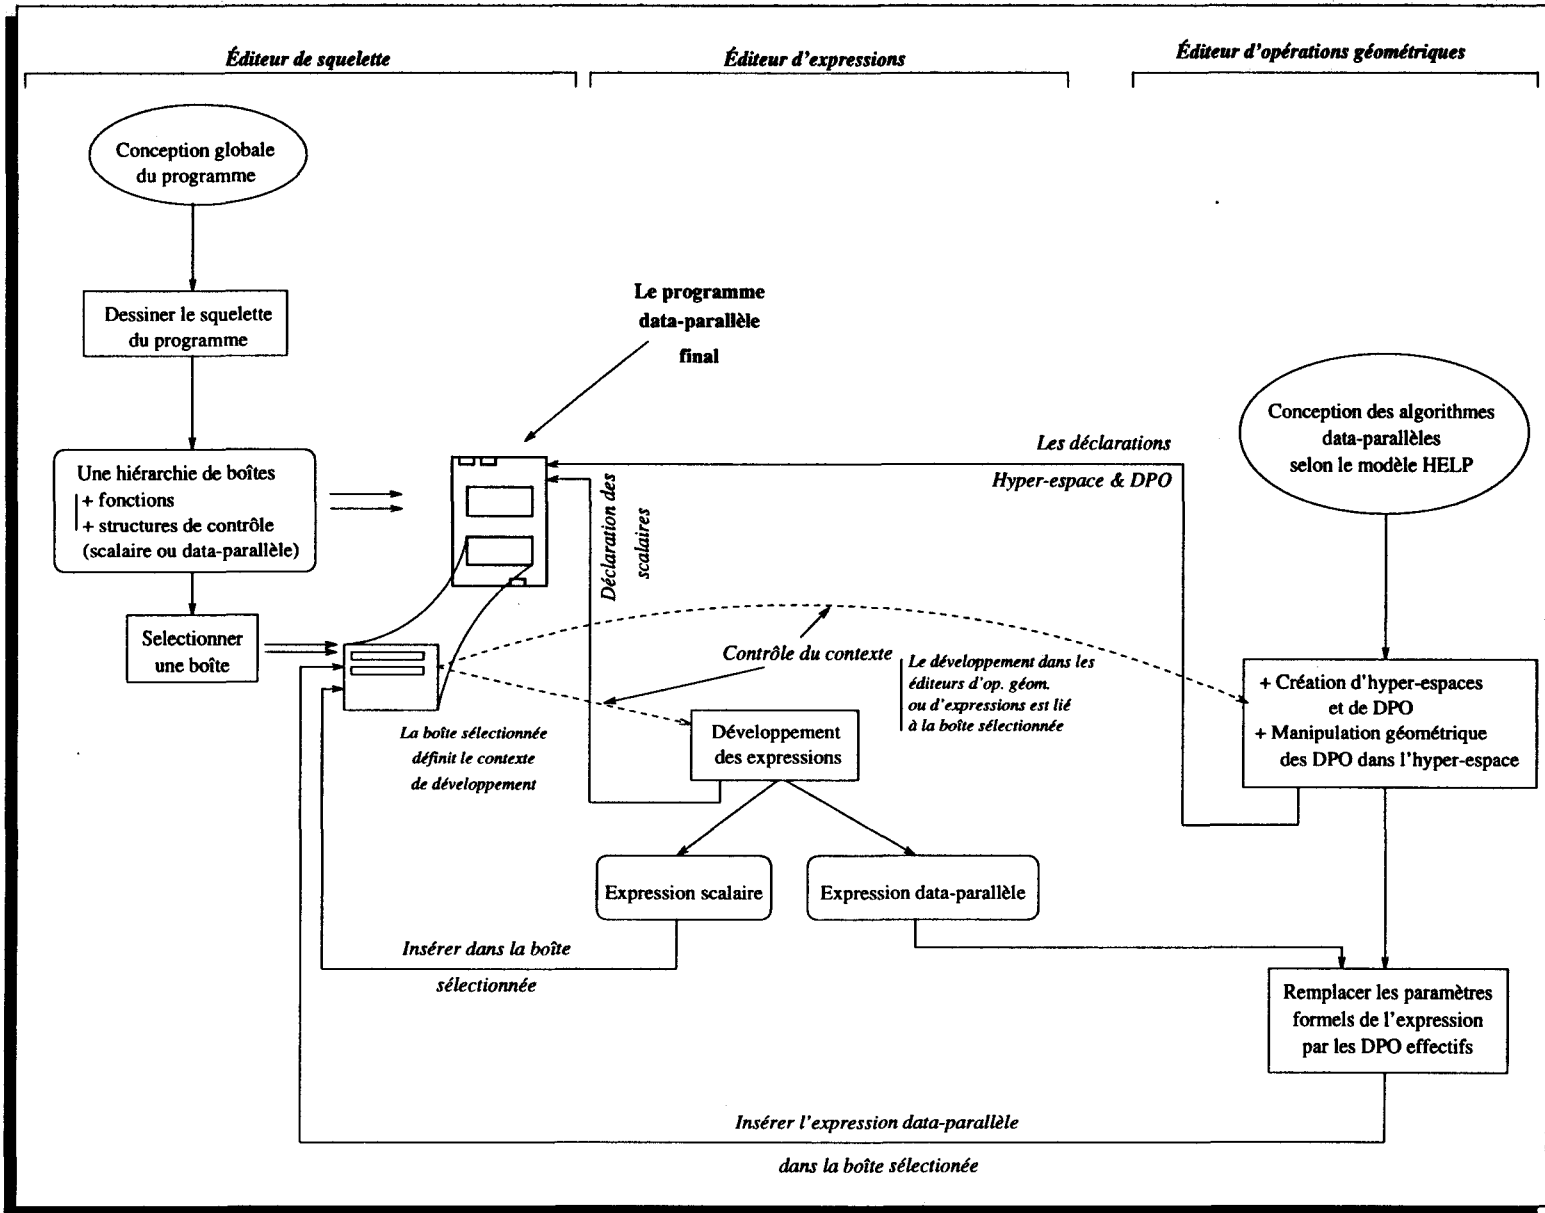 Éditeur de squelette
Éditeur d'expressions
Éditeur d'opérations géométriques
Conception globale
du programme
Dessiner le squelette
du programme
Une hiérarchie de boîtes
+ fonctions
+ structures de contrôle
(scalaire ou data-parallèle)
Selectionner
une boîte
Le programme
data-parallèle
final
Déclaration des
scalaires
Les déclarations
Hyper-espace & DPO
Conception des algorithmes
data-parallèles
selon le modèle HELP
Contrôle du contexte
Le développement dans les
éditeurs d'op. géom.
ou d'expressions est lié
à la boîte sélectionnée
La boîte sélectionnée
définit le contexte
de développement
Développement
des expressions
+ Création d'hyper-espaces
et de DPO
+ Manipulation géométrique
des DPO dans l'hyper-espace
Expression scalaire
Expression data-parallèle
Insérer dans la boîte
sélectionnée
Remplacer les paramètres
formels de l'expression
par les DPO effectifs
Insérer l'expression data-parallèle
dans la boîte sélectionée